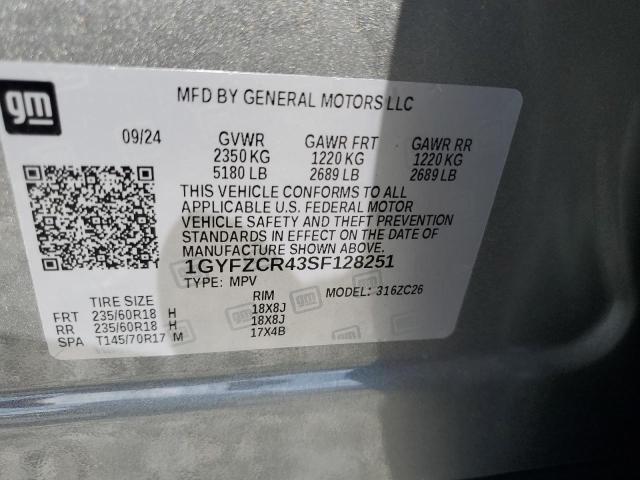 gm
MFD BY GENERAL MOTORS LLC
09/24 GVWR GAWR FRT GAWR RR
2350 KG 1220 KG 1220 KG
5180 LB 2689 LB 2689 LB
THIS VEHICLE CONFORMS TO ALL
APPLICABLE U.S. FEDERAL MOTOR
VEHICLE SAFETY AND THEFT PREVENTION
STANDARDS IN EFFECT ON THE DATE OF
MANUFACTURE SHOWN ABOVE.
1GYFZCR43SF128251
TYPE: MPV
TIRE SIZE RIM MODEL: 316ZC26
FRT 235/60R18 H 18X8J
RR 235/60R18 H 18X8J
SPA T145/70R17 M 17X4B